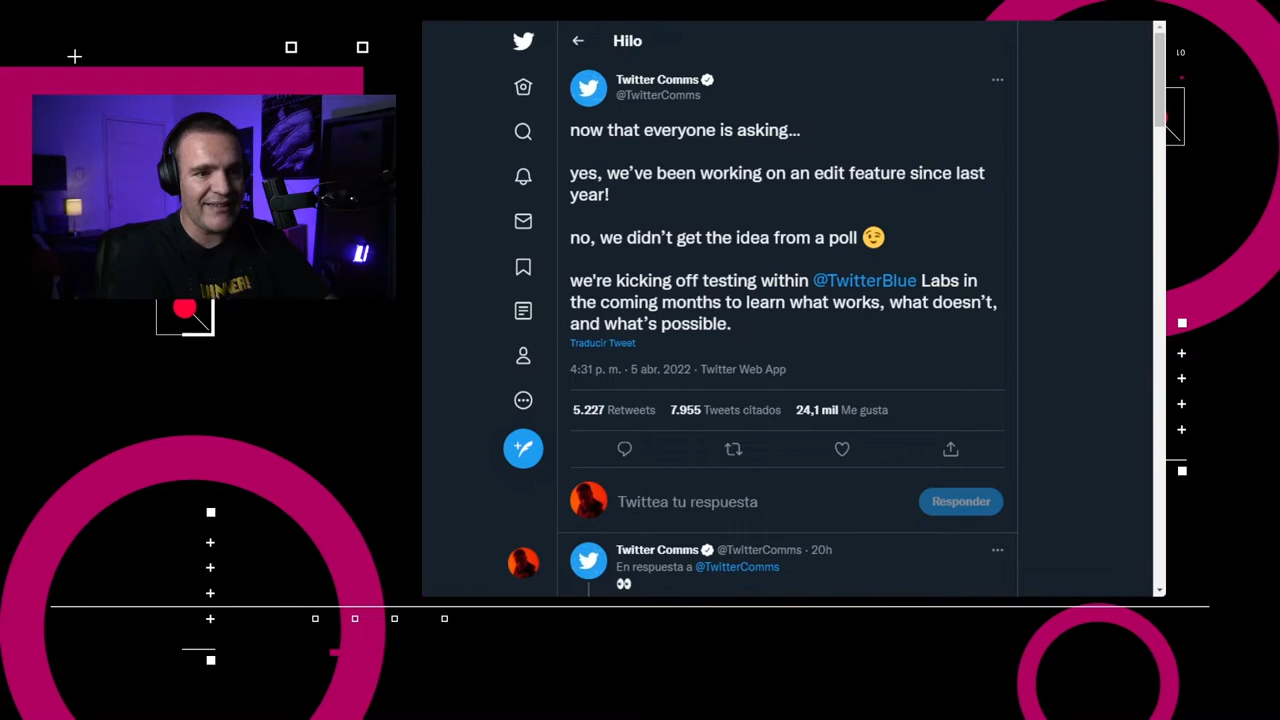 Hilo
Twitter Comms
@TwitterComms
now that everyone is asking...
yes, we’ve been working on an edit feature since last
year!
no, we didn’t get the idea from a poll 😉
we're kicking off testing within @TwitterBlue Labs in
the coming months to learn what works, what doesn’t,
and what’s possible.
Traducir Tweet
4:31 p. m. · 5 abr. 2022 · Twitter Web App
5.227 Retweets 7.955 Tweets citados 24,1 mil Me gusta
Twittea tu respuesta
Responder
Twitter Comms @TwitterComms · 20h
En respuesta a @TwitterComms
👀
10